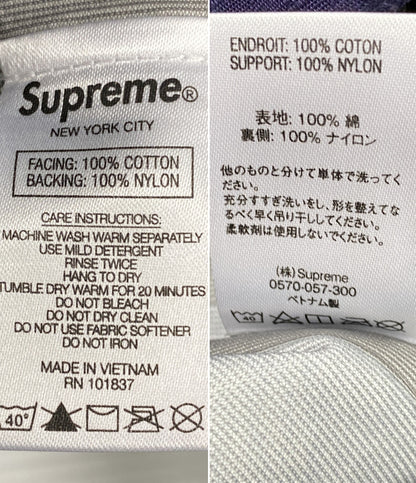 Supreme®
NEW YORK CITY
FACING: 100% COTTON
BACKING: 100% NYLON
CARE INSTRUCTIONS:
MACHINE WASH WARM SEPARATELY
USE MILD DETERGENT
RINSE TWICE
HANG TO DRY
TUMBLE DRY WARM FOR 20 MINUTES
DO NOT BLEACH
DO NOT DRY CLEAN
DO NOT USE FABRIC SOFTENER
DO NOT IRON
MADE IN VIETNAM
RN 101837
40°
ENDROIT: 100% COTON
SUPPORT: 100% NYLON
表地: 100% 綿
裏側: 100% ナイロン
他のものと分けて単体で洗ってく
ださい。
充分すすぎ洗いをし、形を整えてな
るべく早く吊り干ししてください。
柔軟剤は使用しないでください。
(株) Supreme
0570-057-300
ベトナム製
40